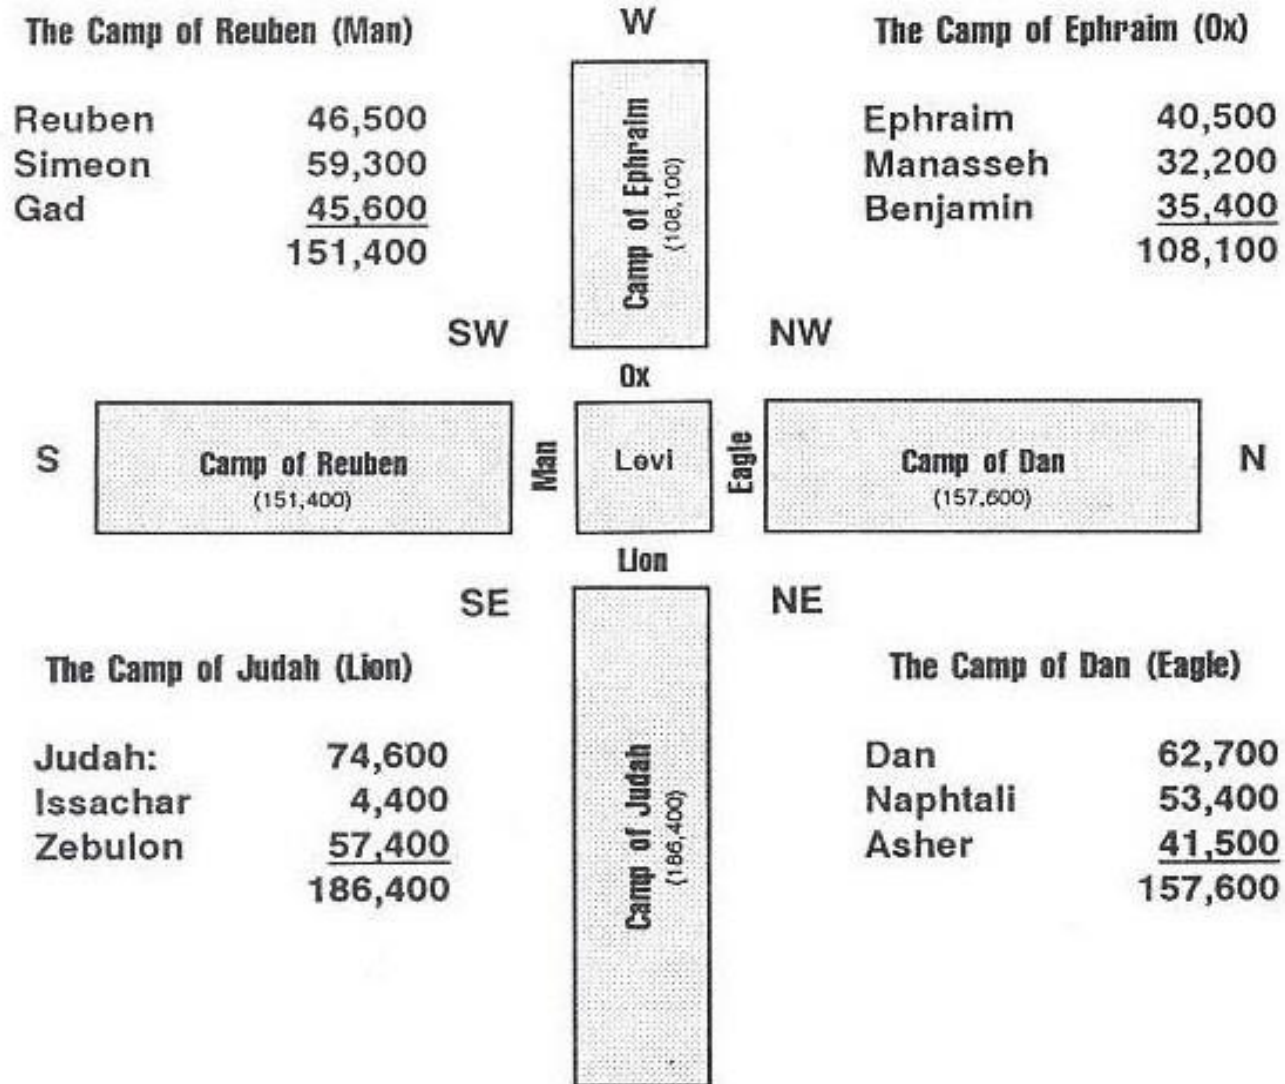 The Camp of Reuben (Man)
Reuben 46,500
Simeon 59,300
Gad 45,600
151,400
W
The Camp of Ephraim (Ox)
Ephraim 40,500
Manasseh 32,200
Benjamin 35,400
108,100
Camp of Ephraim
(108,100)
SW
NW
Ox
S
Camp of Reuben
(151,400)
Man
Levi
Eagle
Camp of Dan
(157,600)
N
Lion
SE
NE
The Camp of Judah (Lion)
Judah: 74,600
Issachar 4,400
Zebulon 57,400
186,400
Camp of Judah
(186,400)
The Camp of Dan (Eagle)
Dan 62,700
Naphtali 53,400
Asher 41,500
157,600